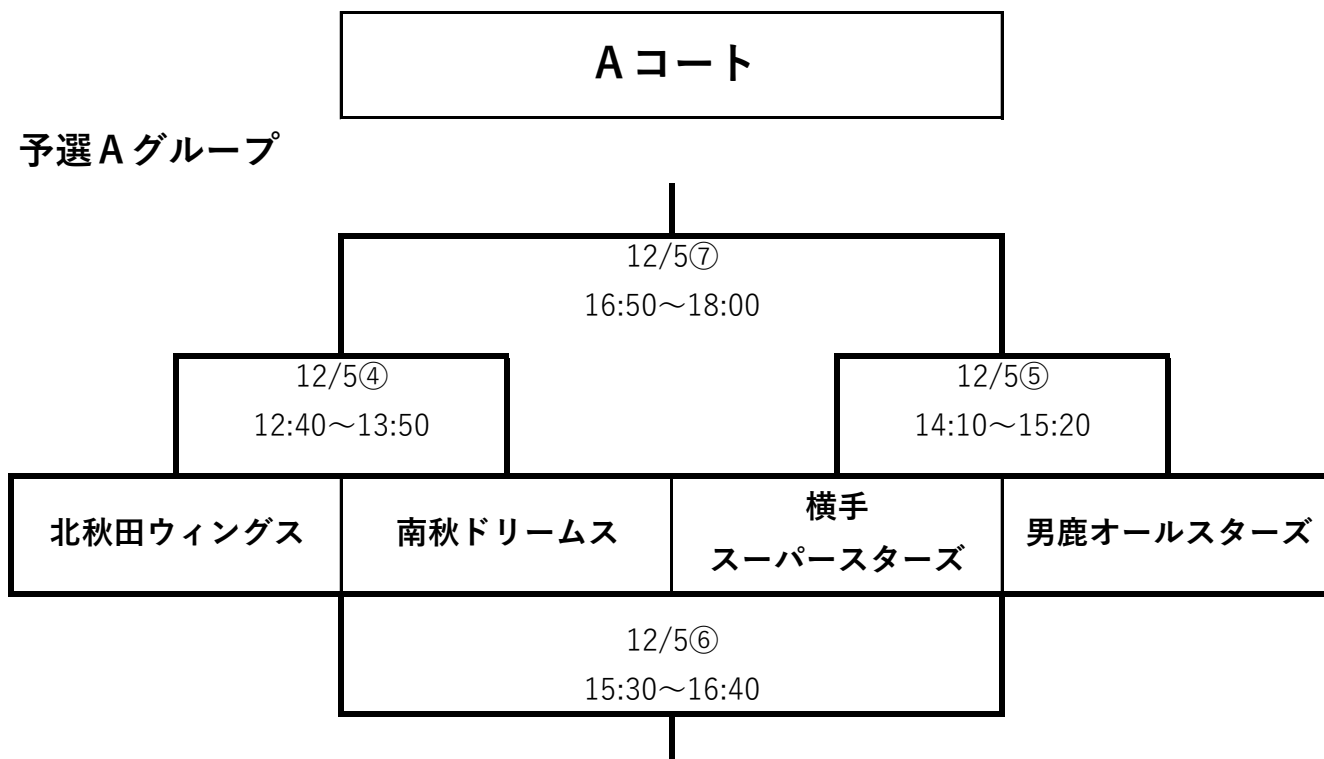 Aコート
予選Aグループ
12/5⑦
16:50～18:00
12/5④
12:40～13:50
12/5⑤
14:10～15:20
北秋田ウィングス
南秋ドリームス
横手
スーパースターズ
男鹿オールスターズ
12/5⑥
15:30～16:40